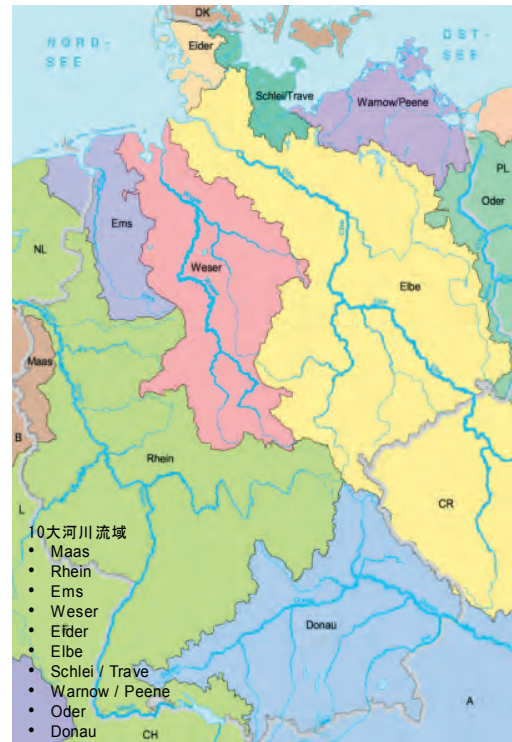 DK
NORD-
SEE
OST-
SEE
Eider
Schlei/Trave
Warnow/Peene
PL
Oder
Ems
NL
Weser
Elbe
Maas
B
Rhein
L
CR
10大河川流域
• Maas
• Rhein
• Ems
• Weser
• Eider
• Elbe
• Schlei / Trave
• Warnow / Peene
• Oder
• Donau
Donau
A
CH